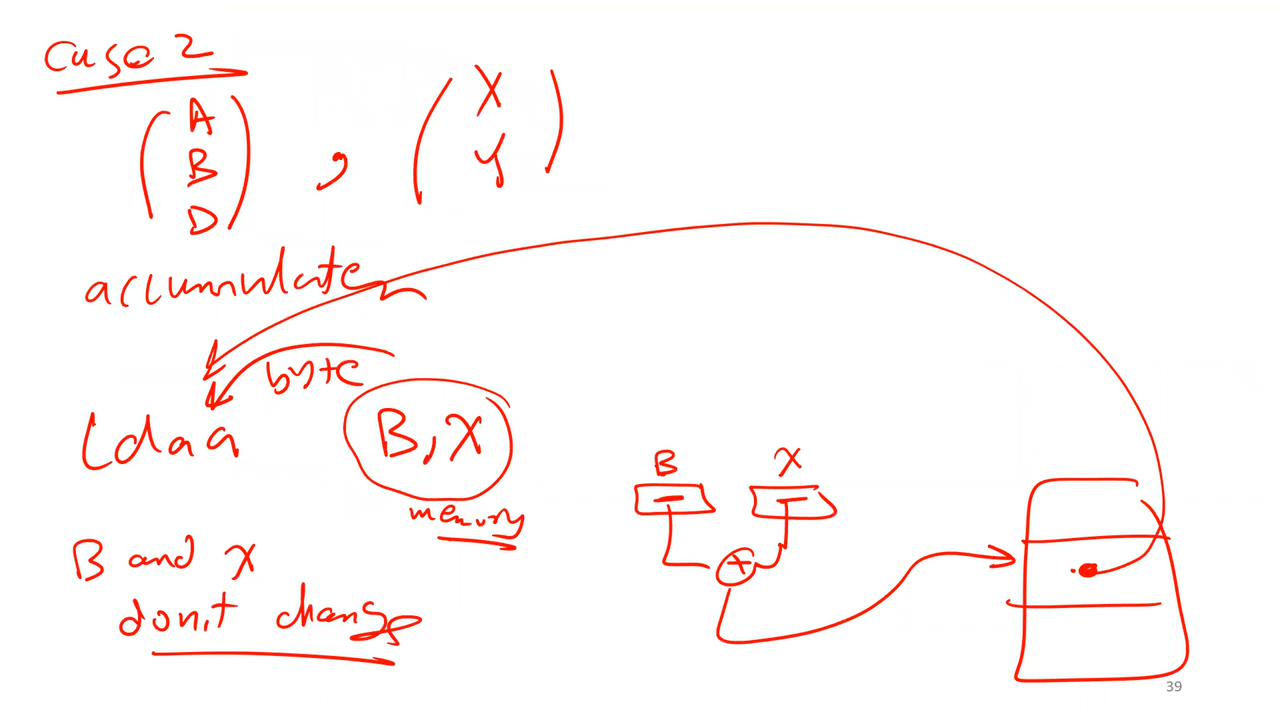 Case 2
A X
B , Y
D
accumulate
byte
ldaa B,X
memory
B and X
don't change
B X
+
39